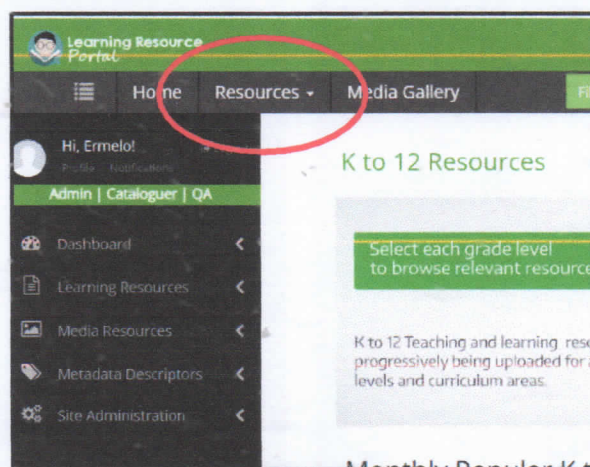 Learning Resource
Portal
Home Resources Media Gallery
Hi, Ermelo!
Profile Notifications
Admin | Cataloguer | QA
Dashboard
Learning Resources
Media Resources
Metadata Descriptors
Site Administration
K to 12 Resources
Select each grade level
to browse relevant resource
K to 12 Teaching and learning rese
progressively being uploaded for
levels and curriculum areas.